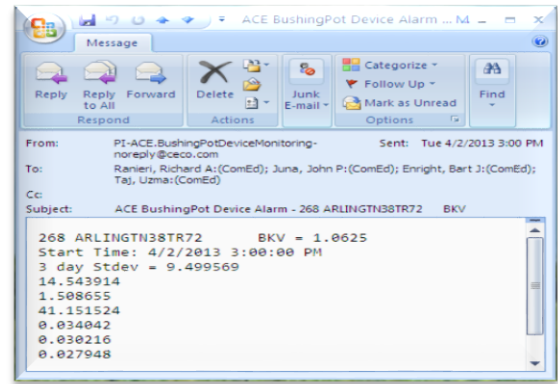 ACE BushingPot Device Alarm ... M
Message
Reply
Reply to All
Forward
Respond
Delete
Actions
Junk E-mail
Categorize
Follow Up
Mark as Unread
Options
Find
From: PI-ACE.BushingPotDeviceMonitoring-
noreply@ceco.com
Sent: Tue 4/2/2013 3:00 PM
To: Ranieri, Richard A:(ComEd); Juna, John P:(ComEd); Enright, Bart J:(ComEd);
Taj, Uzma:(ComEd)
Cc:
Subject: ACE BushingPot Device Alarm - 268 ARLINGTN38TR72 BKV
268 ARLINGTN38TR72 BKV = 1.0625
Start Time: 4/2/2013 3:00:00 PM
3 day Stdev = 9.499569
14.543914
1.508655
41.151524
0.034042
0.030216
0.027948